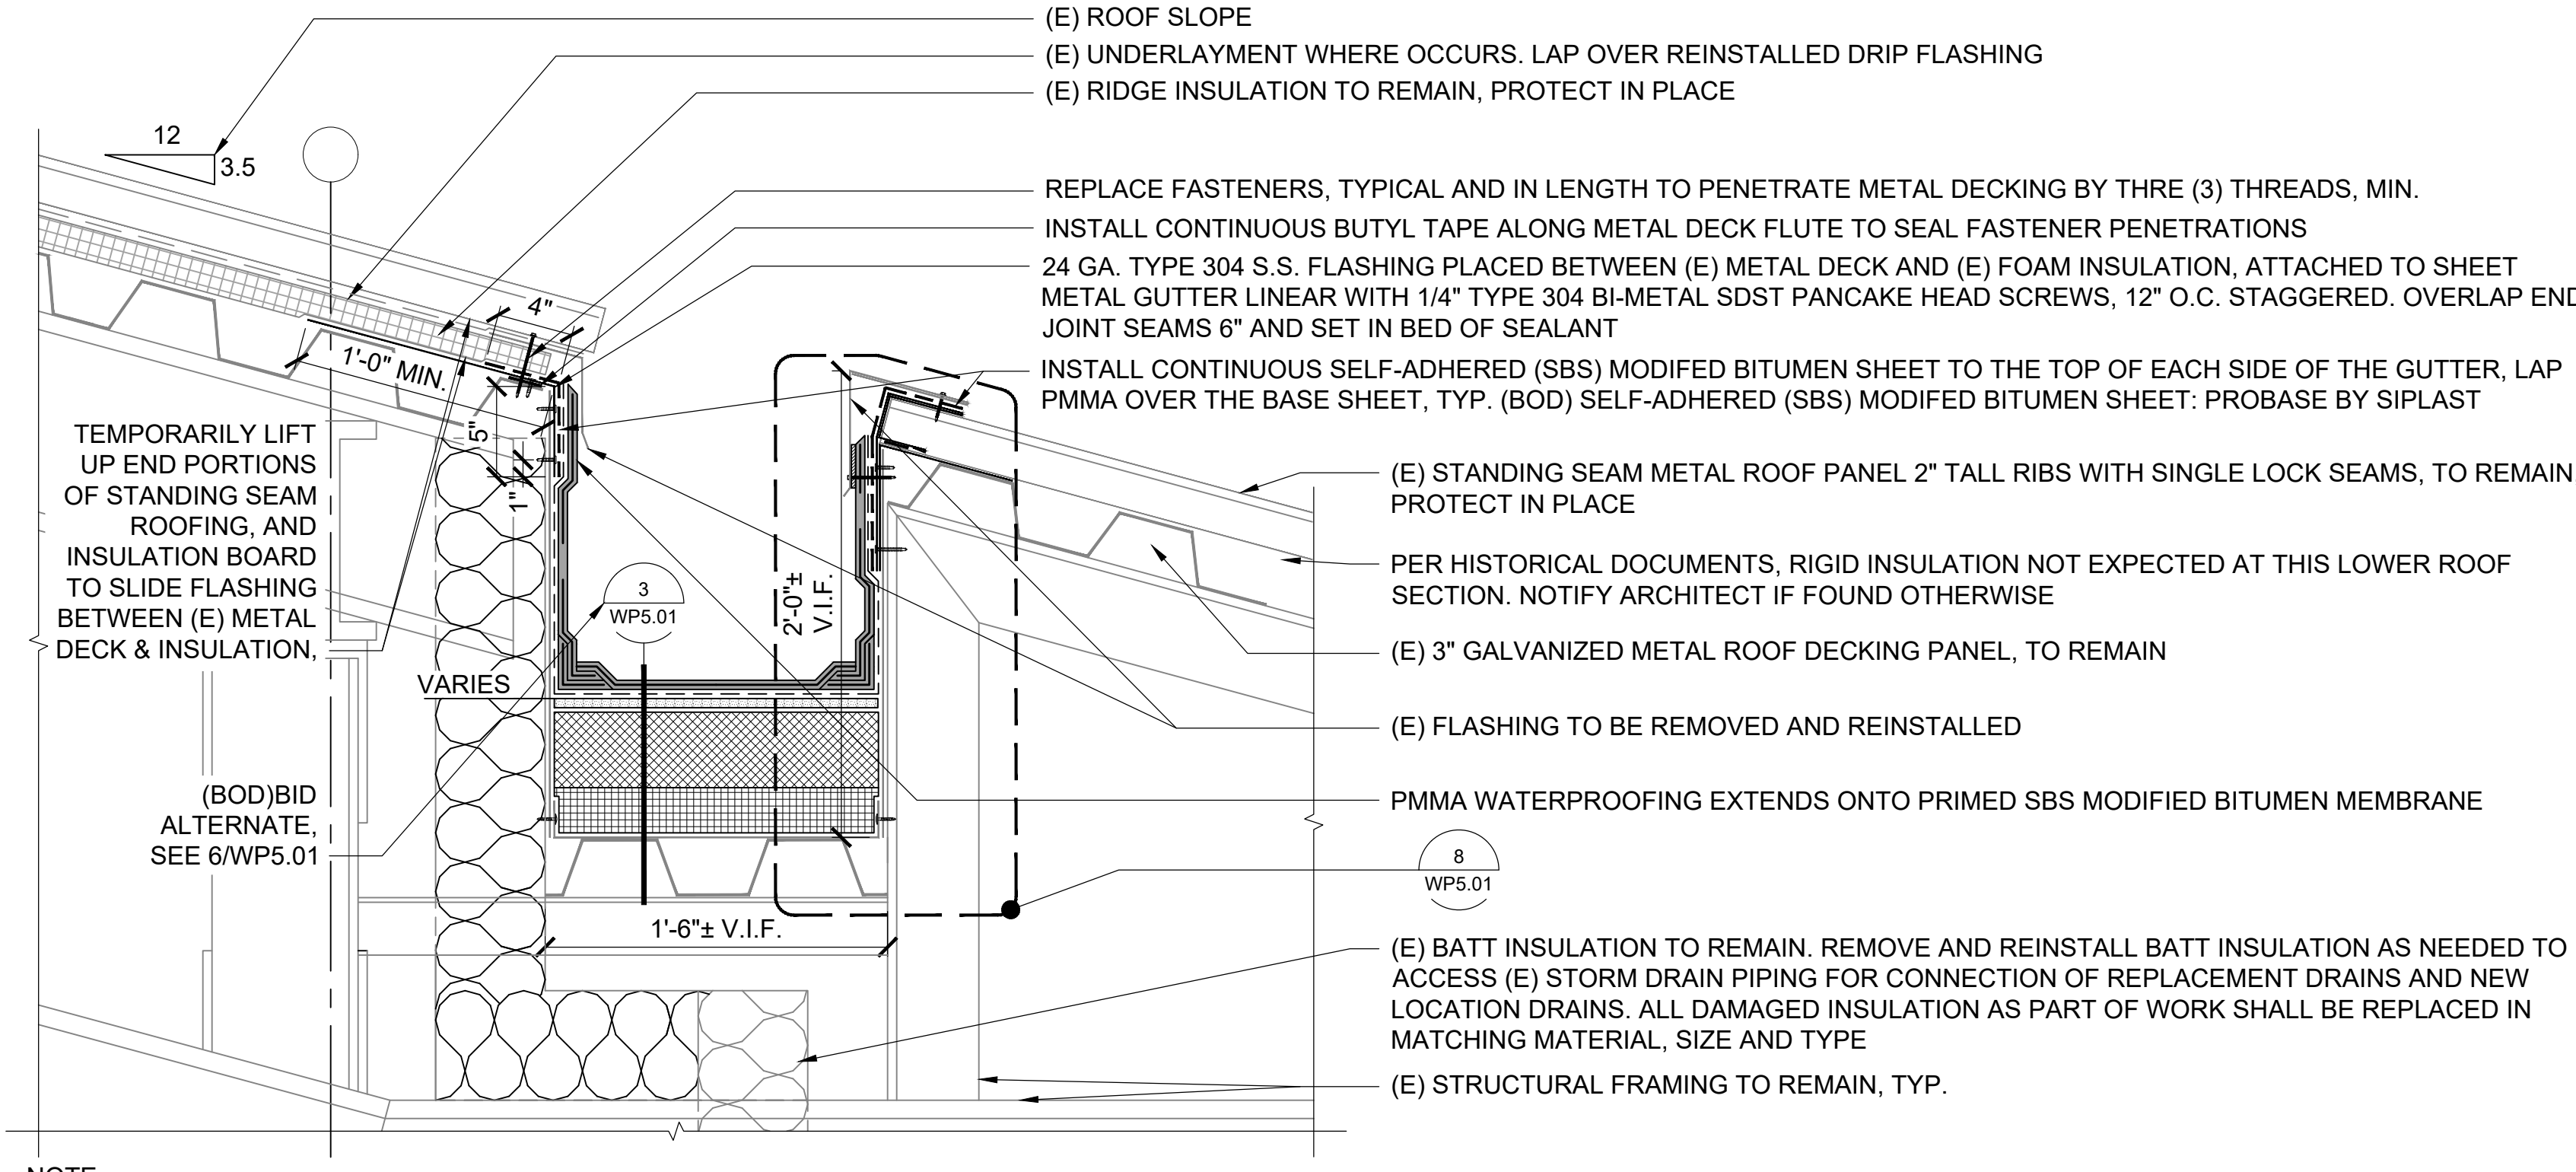 (E) ROOF SLOPE
(E) UNDERLAYMENT WHERE OCCURS. LAP OVER REINSTALLED DRIP FLASHING
(E) RIDGE INSULATION TO REMAIN, PROTECT IN PLACE
12
3.5
REPLACE FASTENERS, TYPICAL AND IN LENGTH TO PENETRATE METAL DECKING BY THRE (3) THREADS, MIN.
INSTALL CONTINUOUS BUTYL TAPE ALONG METAL DECK FLUTE TO SEAL FASTENER PENETRATIONS
24 GA. TYPE 304 S.S. FLASHING PLACED BETWEEN (E) METAL DECK AND (E) FOAM INSULATION, ATTACHED TO SHEET
METAL GUTTER LINEAR WITH 1/4" TYPE 304 BI-METAL SDST PANCAKE HEAD SCREWS, 12" O.C. STAGGERED. OVERLAP END
JOINT SEAMS 6" AND SET IN BED OF SEALANT
4"
1'-0" MIN.
5"
1"
INSTALL CONTINUOUS SELF-ADHERED (SBS) MODIFED BITUMEN SHEET TO THE TOP OF EACH SIDE OF THE GUTTER, LAP
PMMA OVER THE BASE SHEET, TYP. (BOD) SELF-ADHERED (SBS) MODIFED BITUMEN SHEET: PROBASE BY SIPLAST
TEMPORARILY LIFT
UP END PORTIONS
OF STANDING SEAM
ROOFING, AND
INSULATION BOARD
TO SLIDE FLASHING
BETWEEN (E) METAL
DECK & INSULATION,
(E) STANDING SEAM METAL ROOF PANEL 2" TALL RIBS WITH SINGLE LOCK SEAMS, TO REMAIN
PROTECT IN PLACE
3
WP5.01
2'-0"±
V.I.F.
PER HISTORICAL DOCUMENTS, RIGID INSULATION NOT EXPECTED AT THIS LOWER ROOF
SECTION. NOTIFY ARCHITECT IF FOUND OTHERWISE
(E) 3" GALVANIZED METAL ROOF DECKING PANEL, TO REMAIN
VARIES
(E) FLASHING TO BE REMOVED AND REINSTALLED
(BOD)BID
ALTERNATE,
SEE 6/WP5.01
PMMA WATERPROOFING EXTENDS ONTO PRIMED SBS MODIFIED BITUMEN MEMBRANE
8
WP5.01
1'-6"± V.I.F.
(E) BATT INSULATION TO REMAIN. REMOVE AND REINSTALL BATT INSULATION AS NEEDED TO
ACCESS (E) STORM DRAIN PIPING FOR CONNECTION OF REPLACEMENT DRAINS AND NEW
LOCATION DRAINS. ALL DAMAGED INSULATION AS PART OF WORK SHALL BE REPLACED IN
MATCHING MATERIAL, SIZE AND TYPE
(E) STRUCTURAL FRAMING TO REMAIN, TYP.